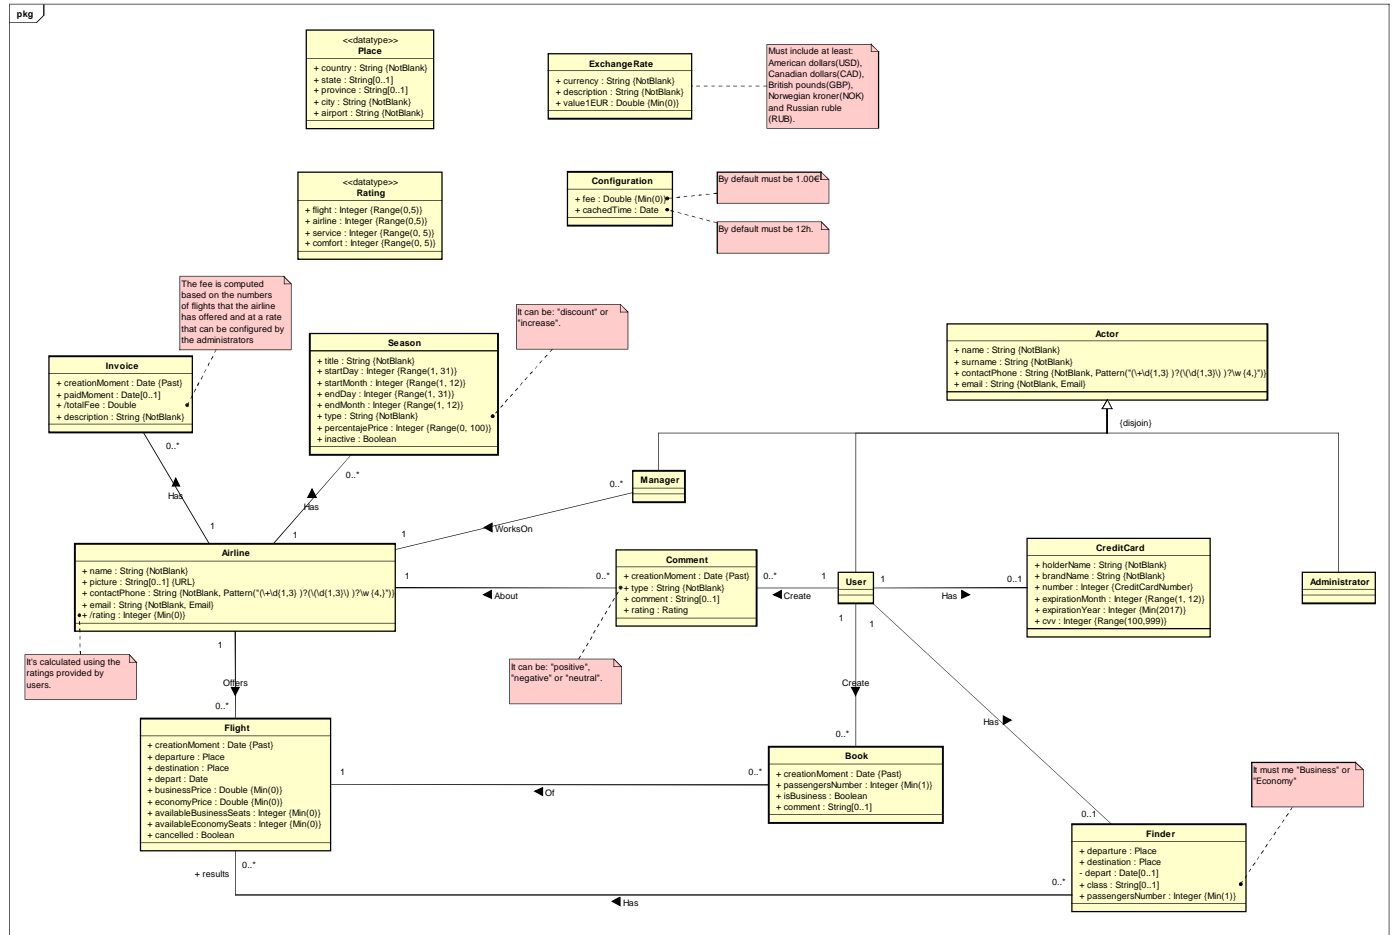 pkg
<<datatype>>
Place
+ country : String {NotBlank}
+ state : String[0..1]
+ province : String[0..1]
+ city : String {NotBlank}
+ airport : String {NotBlank}
ExchangeRate
+ currency : String {NotBlank}
+ description : String {NotBlank}
+ value1EUR : Double {Min(0)}
Must include at least:
American dollars(USD),
Canadian dollars(CAD),
British pounds(GBP),
Norwegian kroner(NOK)
and Russian ruble
(RUB).
<<datatype>>
Rating
+ flight : Integer {Range(0,5)}
+ airline : Integer {Range(0,5)}
+ service : Integer {Range(0, 5)}
+ comfort : Integer {Range(0, 5)}
Configuration
+ fee : Double {Min(0)}
+ cachedTime : Date
By default must be 1.00€
By default must be 12h.
The fee is computed
based on the numbers
of flights that the airline
has offered and at a rate
that can be configured by
the administrators
Invoice
+ creationMoment : Date {Past}
+ paidMoment : Date[0..1]
+ /totalFee : Double
+ description : String {NotBlank}
Season
+ title : String {NotBlank}
+ startDay : Integer {Range(1, 31)}
+ startMonth : Integer {Range(1, 12)}
+ endDay : Integer {Range(1, 31)}
+ endMonth : Integer {Range(1, 12)}
+ type : String {NotBlank}
+ percentajePrice : Integer {Range(0, 100)}
+ inactive : Boolean
It can be: "discount" or
"increase".
Actor
+ name : String {NotBlank}
+ surname : String {NotBlank}
+ contactPhone : String {NotBlank, Pattern("(\+\d{1,3} )?(\(\d{1,3}\) )?\w {4,}")}
+ email : String {NotBlank, Email}
{disjoin}
0..*
Has
1
0..*
Has
1
Manager
0..*
WorksOn
1
Airline
+ name : String {NotBlank}
+ picture : String[0..1] {URL}
+ contactPhone : String {NotBlank, Pattern("(\+\d{1,3} )?(\(\d{1,3}\) )?\w {4,}")}
+ email : String {NotBlank, Email}
+ /rating : Integer {Min(0)}
1
About
0..*
Comment
+ creationMoment : Date {Past}
+ type : String {NotBlank}
+ comment : String[0..1]
+ rating : Rating
0..*
Create
1
User
1
Has
0..1
CreditCard
+ holderName : String {NotBlank}
+ brandName : String {NotBlank}
+ number : Integer {CreditCardNumber}
+ expirationMonth : Integer {Range(1, 12)}
+ expirationYear : Integer {Min(2017)}
+ cvv : Integer {Range(100,999)}
Administrator
It's calculated using the
ratings provided by
users.
1
Offers
0..*
It can be: "positive",
"negative" or "neutral".
1
Create
0..*
1
Has
0..1
Flight
+ creationMoment : Date {Past}
+ departure : Place
+ destination : Place
+ depart : Date
+ businessPrice : Double {Min(0)}
+ economyPrice : Double {Min(0)}
+ availableBusinessSeats : Integer {Min(0)}
+ availableEconomySeats : Integer {Min(0)}
+ cancelled : Boolean
1
Of
0..*
Book
+ creationMoment : Date {Past}
+ passengersNumber : Integer {Min(1)}
+ isBusiness : Boolean
+ comment : String[0..1]
It must me "Business" or
"Economy"
Finder
+ departure : Place
+ destination : Place
- depart : Date[0..1]
+ class : String[0..1]
+ passengersNumber : Integer {Min(1)}
0..*
+ results
Has
0..*